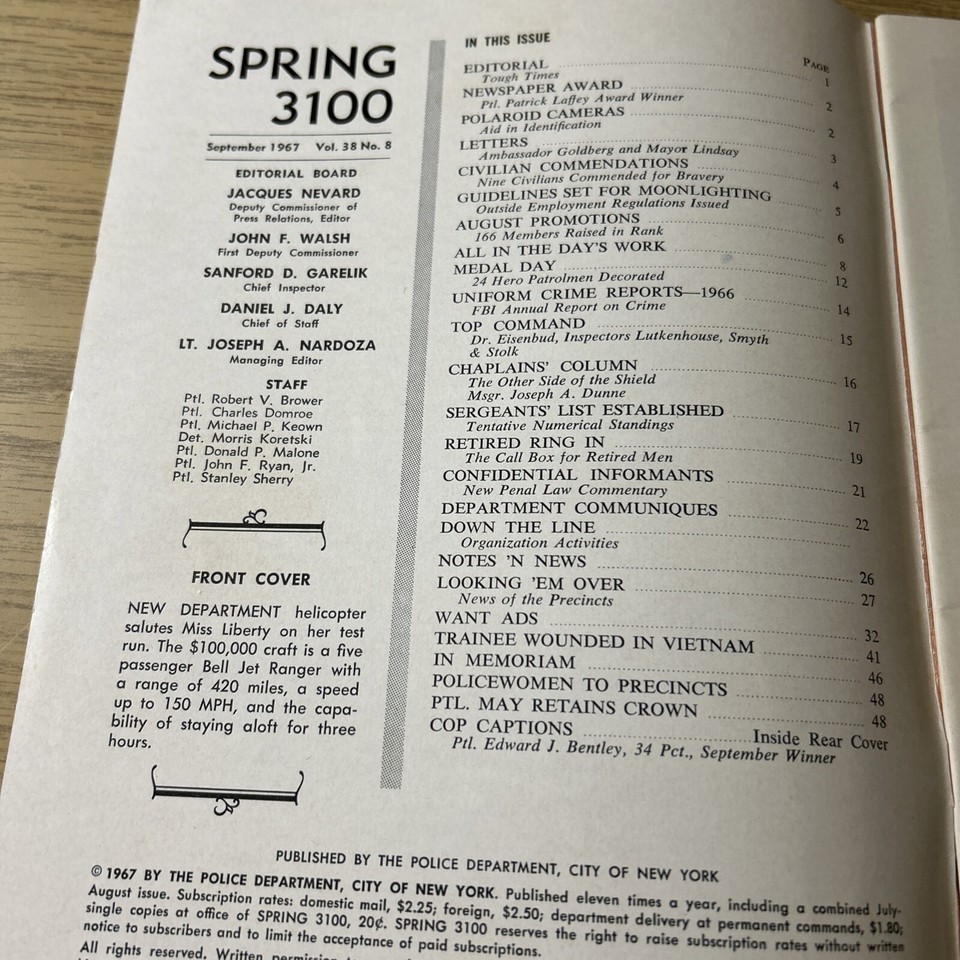 SPRING
3100
September 1967 Vol. 38 No. 8
EDITORIAL BOARD
JACQUES NEVARD
Deputy Commissioner of
Press Relations, Editor
JOHN F. WALSH
First Deputy Commissioner
SANFORD D. GARELIK
Chief Inspector
DANIEL J. DALY
Chief of Staff
LT. JOSEPH A. NARDOZA
Managing Editor
STAFF
Ptl. Robert V. Brower
Ptl. Charles Domroe
Ptl. Michael P. Keown
Det. Morris Koretski
Ptl. Donald P. Malone
Ptl. John F. Ryan, Jr.
Ptl. Stanley Sherry
FRONT COVER
NEW DEPARTMENT helicopter
salutes Miss Liberty on her test
run. The $100,000 craft is a five
passenger Bell Jet Ranger with
a range of 420 miles, a speed
up to 150 MPH, and the capa-
bility of staying aloft for three
hours.
IN THIS ISSUE
PAGE
EDITORIAL 1
Tough Times
NEWSPAPER AWARD 2
Ptl. Patrick Laffey Award Winner
POLAROID CAMERAS 2
Aid in Identification
LETTERS 3
Ambassador Goldberg and Mayor Lindsay
CIVILIAN COMMENDATIONS 4
Nine Civilians Commended for Bravery
GUIDELINES SET FOR MOONLIGHTING 5
Outside Employment Regulations Issued
AUGUST PROMOTIONS 6
166 Members Raised in Rank
ALL IN THE DAY'S WORK 8
MEDAL DAY 12
24 Hero Patrolmen Decorated
UNIFORM CRIME REPORTS—1966 14
FBI Annual Report on Crime
TOP COMMAND 15
Dr. Eisenbud, Inspectors Lutkenhouse, Smyth
& Stolk
CHAPLAINS' COLUMN 16
The Other Side of the Shield
Msgr. Joseph A. Dunne
SERGEANTS' LIST ESTABLISHED 17
Tentative Numerical Standings
RETIRED RING IN 19
The Call Box for Retired Men
CONFIDENTIAL INFORMANTS 21
New Penal Law Commentary
DEPARTMENT COMMUNIQUES 22
DOWN THE LINE
Organization Activities
NOTES 'N NEWS 26
LOOKING 'EM OVER 27
News of the Precincts
WANT ADS 32
TRAINEE WOUNDED IN VIETNAM 41
IN MEMORIAM 46
POLICEWOMEN TO PRECINCTS 48
PTL. MAY RETAINS CROWN 48
COP CAPTIONS Inside Rear Cover
Ptl. Edward J. Bentley, 34 Pct., September Winner
PUBLISHED BY THE POLICE DEPARTMENT, CITY OF NEW YORK
© 1967 BY THE POLICE DEPARTMENT, CITY OF NEW YORK. Published eleven times a year, including a combined July-
August issue. Subscription rates: domestic mail, $2.25; foreign, $2.50; department delivery at permanent commands, $1.80;
single copies at office of SPRING 3100, 20¢. SPRING 3100 reserves the right to raise subscription rates without written
notice to subscribers and to limit the acceptance of paid subscriptions.
All rights reserved. Written